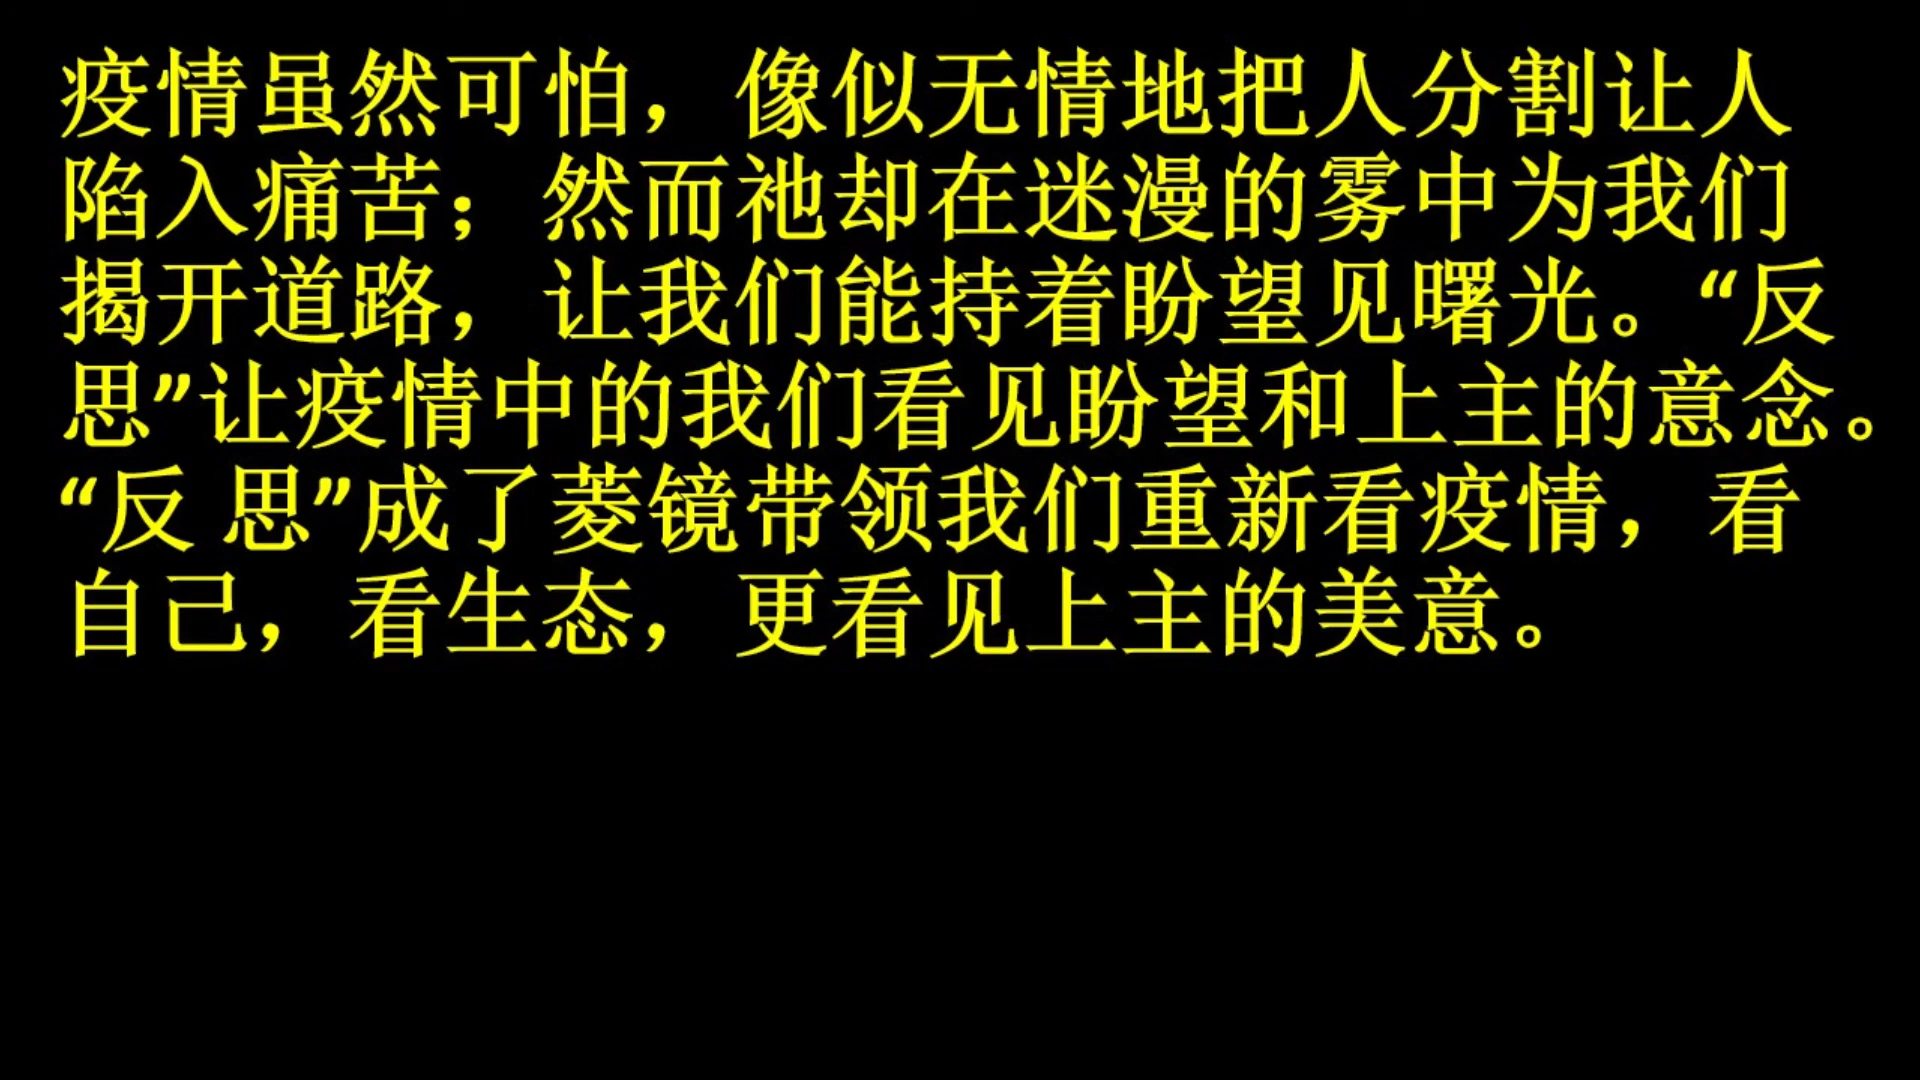 疫情虽然可怕，像似无情地把人分割让人
陷入痛苦；然而祂却在迷漫的雾中为我们
揭开道路，让我们能持着盼望见曙光。“反
思”让疫情中的我们看见盼望和上主的意念。
“反 思”成了菱镜带领我们重新看疫情，看
自己，看生态，更看见上主的美意。